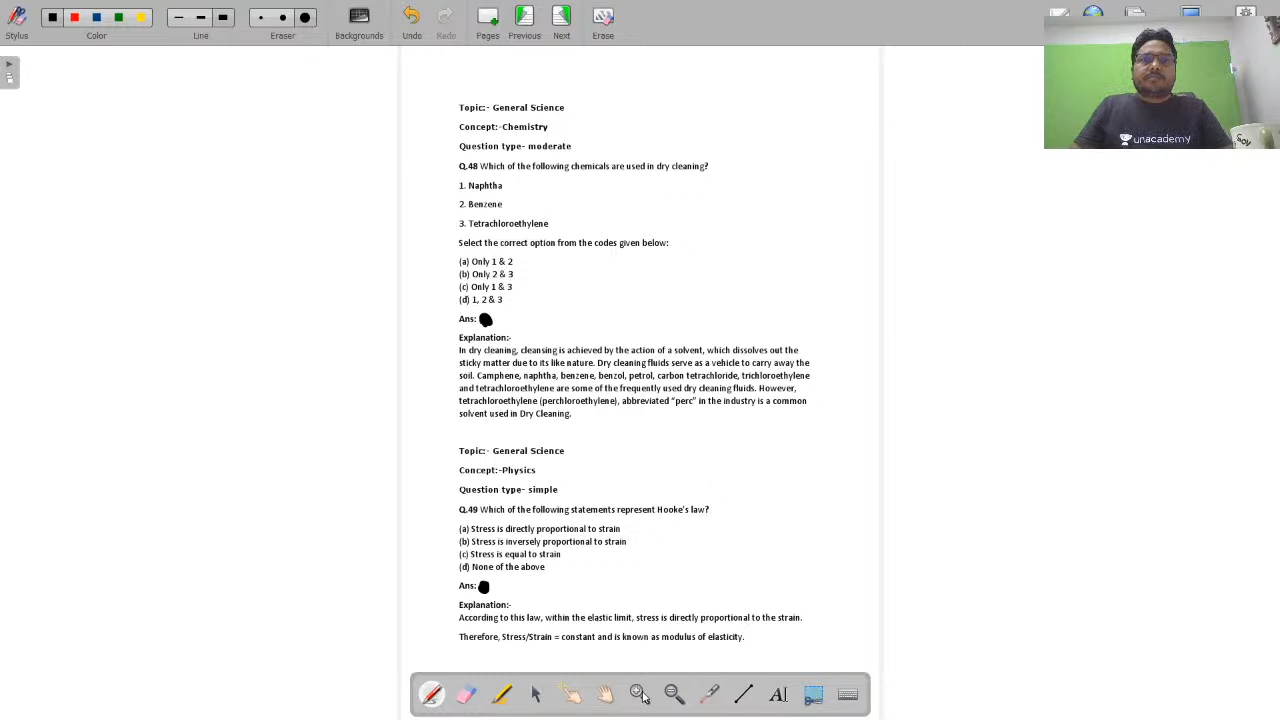 Stylus
Color
Line
Eraser
Backgrounds
Undo
Redo
Pages
Previous
Next
Erase
unacademy
Topic:- General Science
Concept:-Chemistry
Question type- moderate
Q.48 Which of the following chemicals are used in dry cleaning?
1. Naphtha
2. Benzene
3. Tetrachloroethylene
Select the correct option from the codes given below:
(a) Only 1 & 2
(b) Only 2 & 3
(c) Only 1 & 3
(d) 1, 2 & 3
Ans:
Explanation:-
In dry cleaning, cleansing is achieved by the action of a solvent, which dissolves out the
sticky matter due to its like nature. Dry cleaning fluids serve as a vehicle to carry away the
soil. Camphene, naphtha, benzene, benzol, petrol, carbon tetrachloride, trichloroethylene
and tetrachloroethylene are some of the frequently used dry cleaning fluids. However,
tetrachloroethylene (perchloroethylene), abbreviated “perc” in the industry is a common
solvent used in Dry Cleaning.
Topic:- General Science
Concept:-Physics
Question type- simple
Q.49 Which of the following statements represent Hooke's law?
(a) Stress is directly proportional to strain
(b) Stress is inversely proportional to strain
(c) Stress is equal to strain
(d) None of the above
Ans:
Explanation:-
According to this law, within the elastic limit, stress is directly proportional to the strain.
Therefore, Stress/Strain = constant and is known as modulus of elasticity.